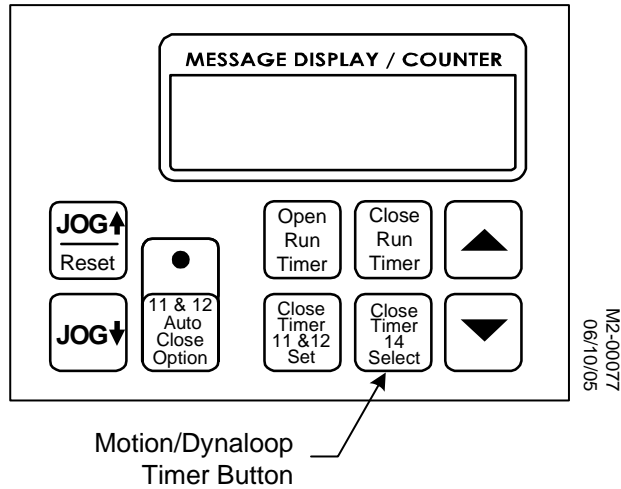 MESSAGE DISPLAY / COUNTER
JOG
Reset
JOG
11 & 12
Auto
Close
Option
Open
Run
Timer
Close
Run
Timer
Close
Timer
11 &12
Set
Close
Timer
14
Select
Motion/Dynaloop
Timer Button
M2-00077
06/10/05